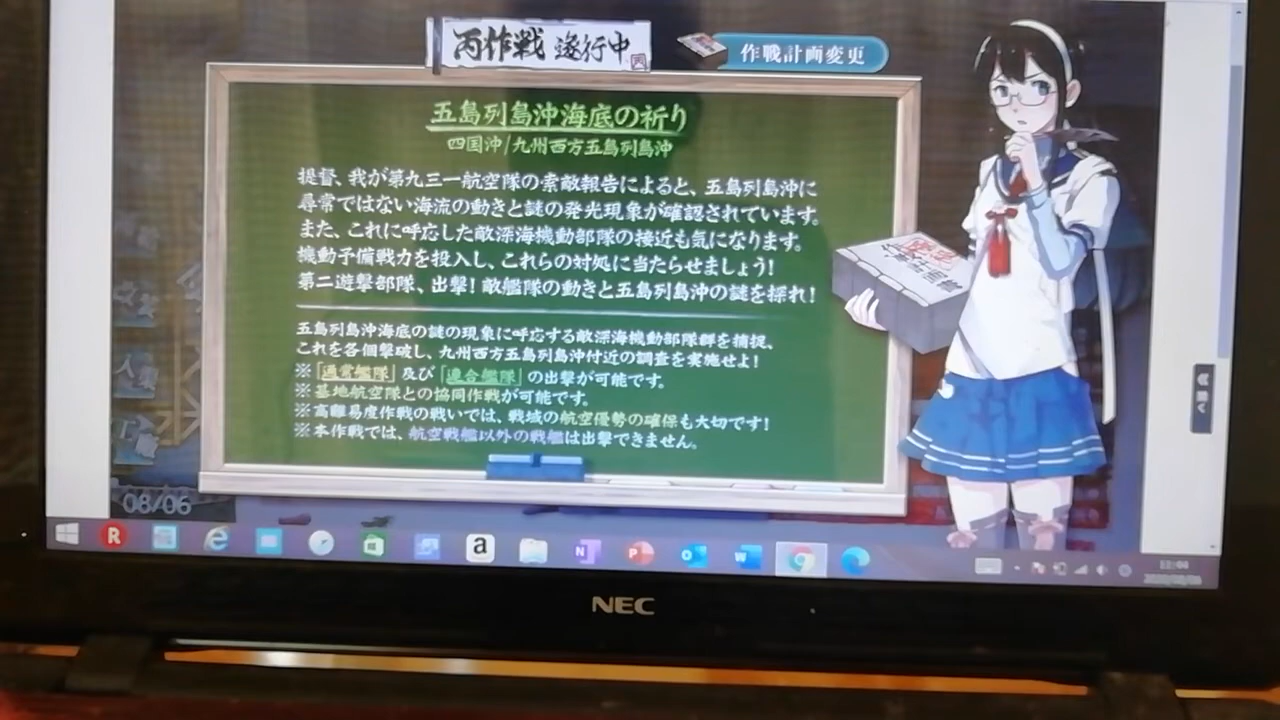 丙作戦 遂行中
作戦計画変更
五島列島沖海底の祈り
四国沖/九州西方五島列島沖
提督、我が第九三一航空隊の索敵報告によると、五島列島沖に
尋常ではない海流の動きと謎の発光現象が確認されています。
また、これに呼応した敵深海機動部隊の接近も気になります。
機動予備戦力を投入し、これらの対処に当たらせましょう!
第二遊撃部隊、出撃! 敵艦隊の動きと五島列島沖の謎を探れ!
五島列島沖海底の謎の現象に呼応する敵深海機動部隊群を捕捉、
これを各個撃破し、九州西方五島列島沖付近の調査を実施せよ!
※「通常艦隊」及び「連合艦隊」の出撃が可能です。
※基地航空隊との協同作戦が可能です。
※高難易度作戦の戦いでは、戦域の航空優勢の確保も大切です!
※本作戦では、航空戦艦以外の戦艦は出撃できません。
08/06
R
a
N
P
W
11:44
NEC